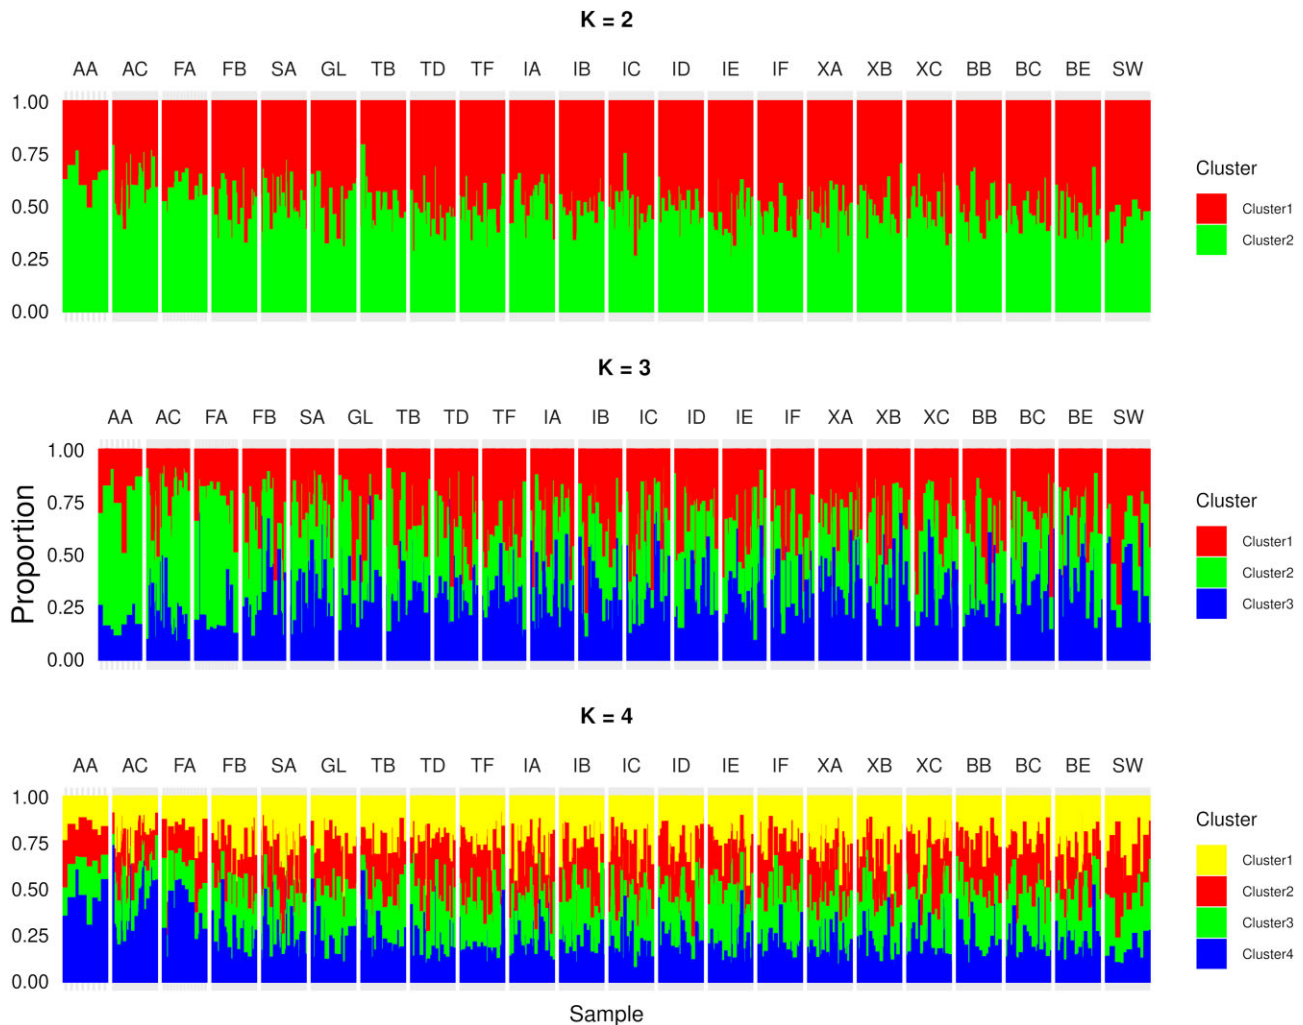 K = 2
AA AC FA FB SA GL TB TD TF IA IB IC ID IE IF XA XB XC BB BC BE SW
1.00
0.75
0.50
0.25
0.00
Cluster
Cluster1
Cluster2
K = 3
AA AC FA FB SA GL TB TD TF IA IB IC ID IE IF XA XB XC BB BC BE SW
Proportion
1.00
0.75
0.50
0.25
0.00
Cluster
Cluster1
Cluster2
Cluster3
K = 4
AA AC FA FB SA GL TB TD TF IA IB IC ID IE IF XA XB XC BB BC BE SW
1.00
0.75
0.50
0.25
0.00
Cluster
Cluster1
Cluster2
Cluster3
Cluster4
Sample